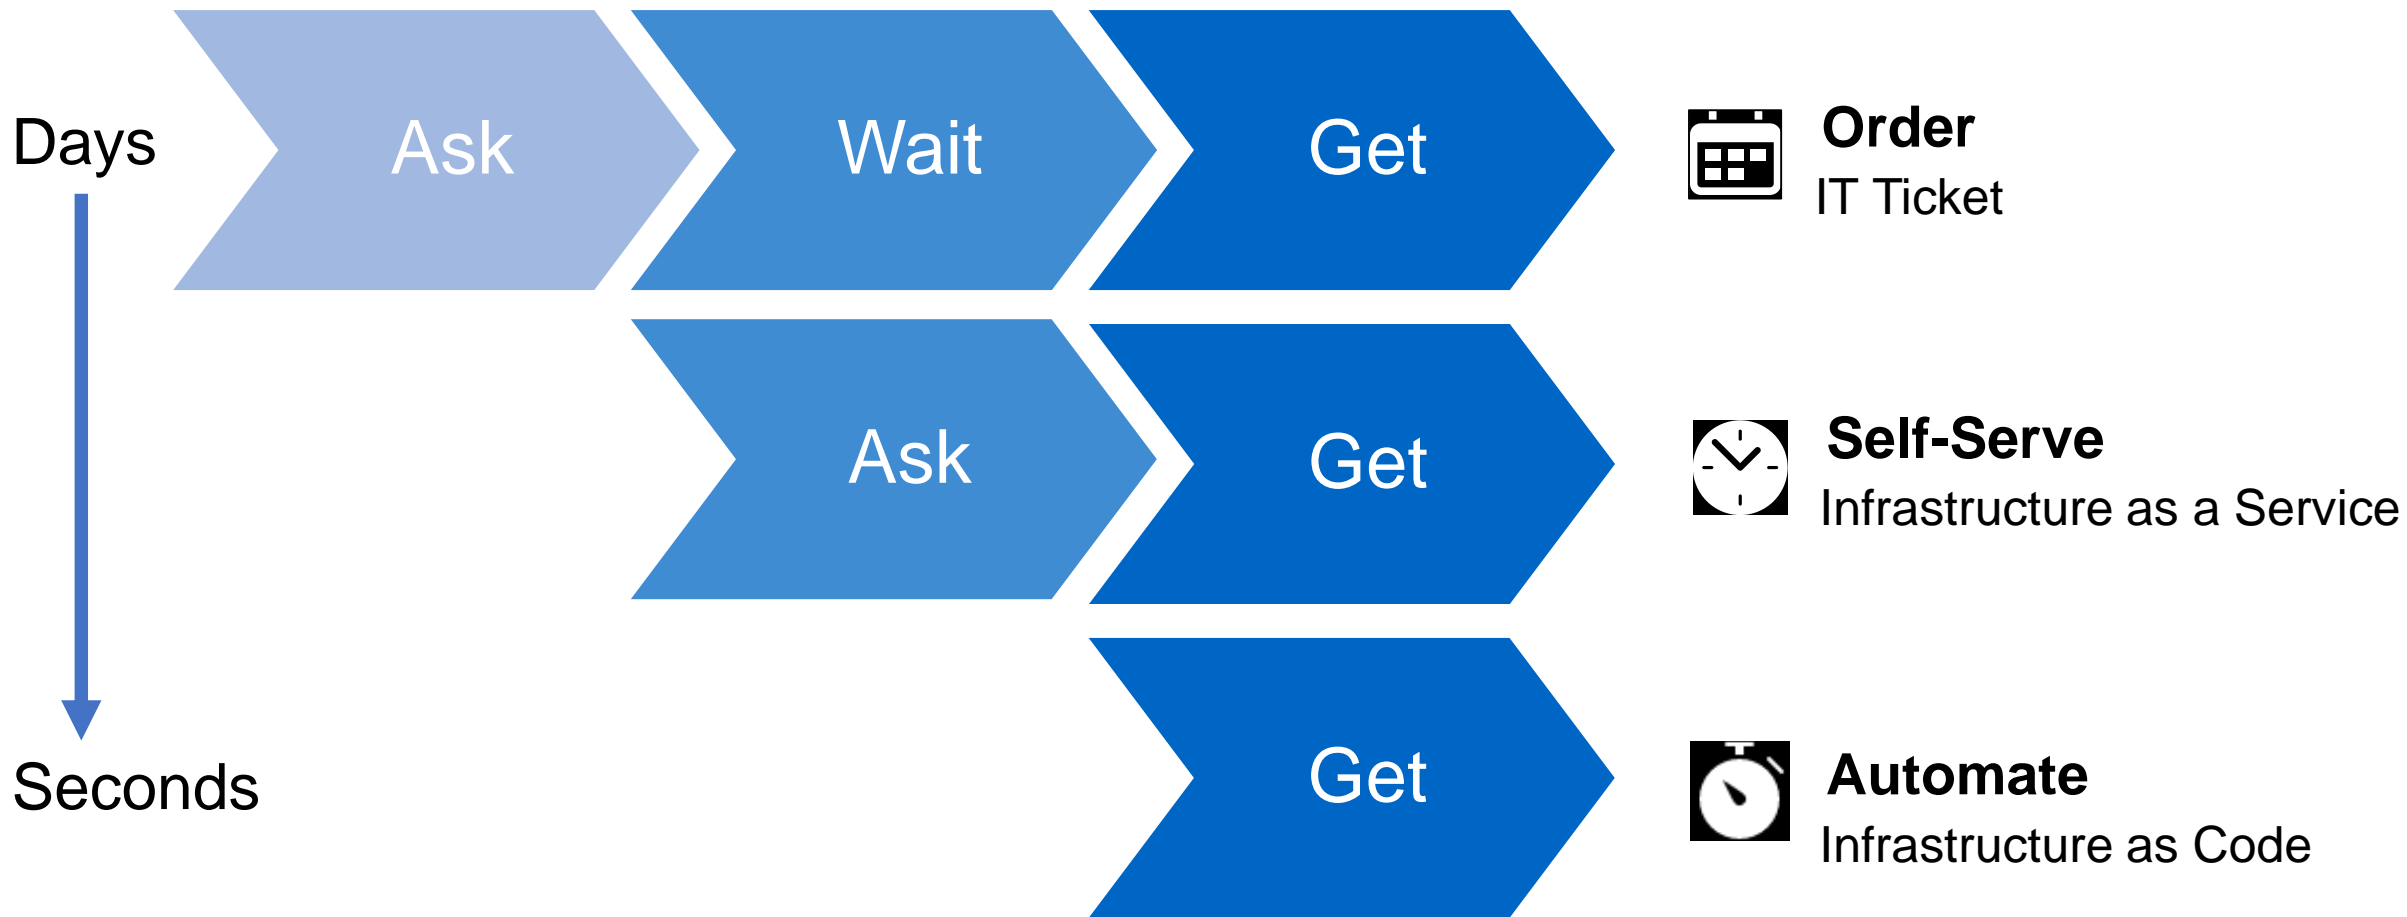 Days
Ask
Wait
Get
Order
IT Ticket
Ask
Get
Self-Serve
Infrastructure as a Service
Seconds
Get
Automate
Infrastructure as Code